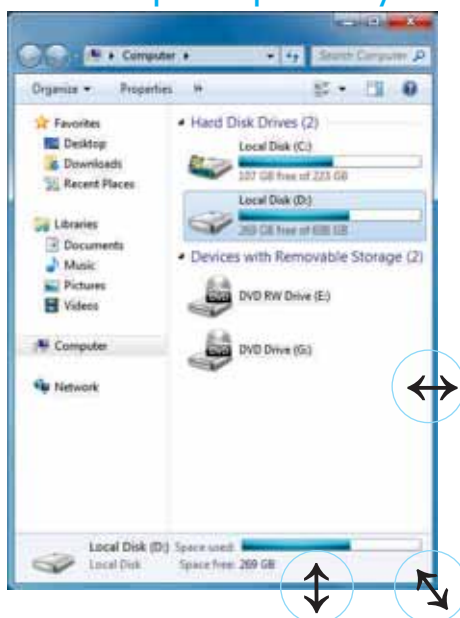 Computer
Search Computer
Organize
Properties
»
Favorites
Desktop
Downloads
Recent Places
Libraries
Documents
Music
Pictures
Videos
Computer
Network
Hard Disk Drives (2)
Local Disk (C:)
107 GB free of 223 GB
Local Disk (D:)
269 GB free of 698 GB
Devices with Removable Storage (2)
DVD RW Drive (E:)
DVD Drive (G:)
Local Disk (D:) Space used:
Local Disk Space free: 269 GB